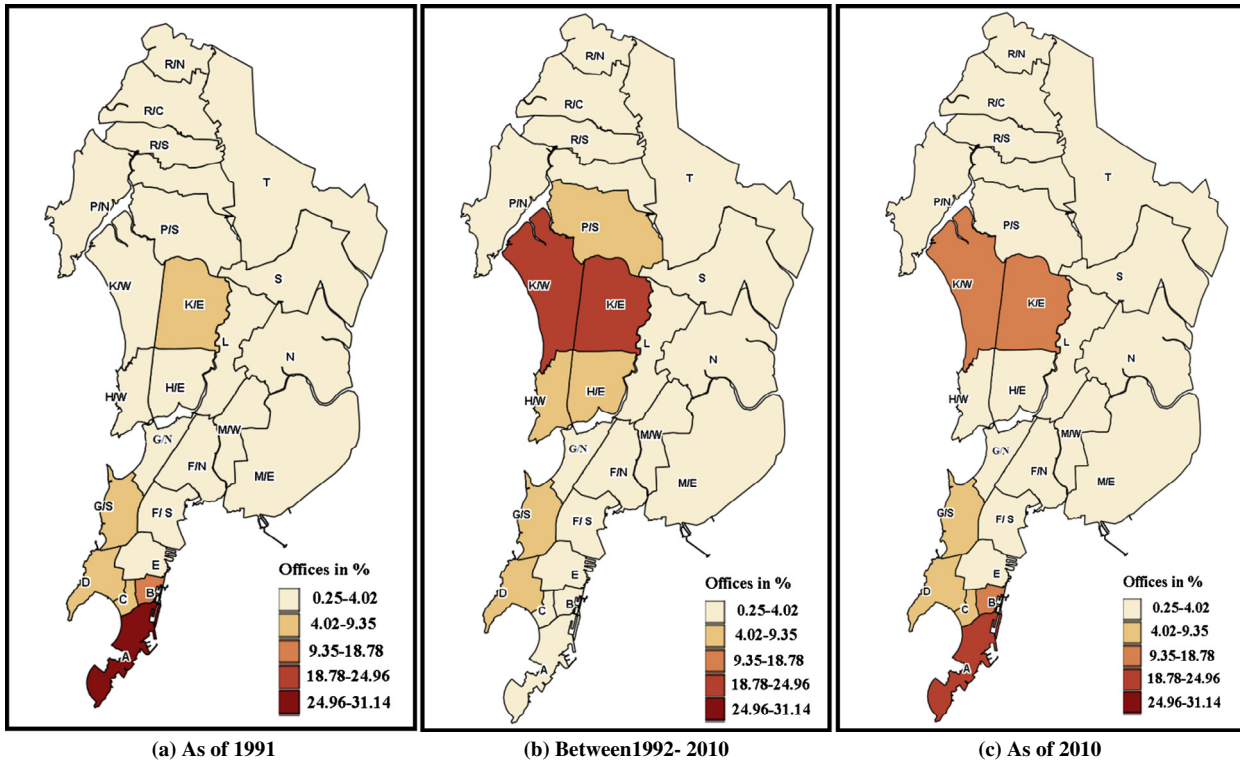 R/N
R/C
R/S
T
P/N
P/S
S
K/W
K/E
L
N
H/W
H/E
G/N
M/W
F/N
M/E
G/S
F/ S
E
D
C
B
A
Offices in %
0.25-4.02
4.02-9.35
9.35-18.78
18.78-24.96
24.96-31.14
(a) As of 1991
R/N
R/C
R/S
T
P/N
P/S
S
K/W
K/E
L
N
H/W
H/E
G/N
M/W
F/N
M/E
G/S
F/ S
E
D
C
B
A
Offices in %
0.25-4.02
4.02-9.35
9.35-18.78
18.78-24.96
24.96-31.14
(b) Between1992- 2010
R/N
R/C
R/S
T
P/N
P/S
S
K/W
K/E
L
N
H/W
H/E
G/N
M/W
F/N
M/E
G/S
F/ S
E
D
C
B
A
Offices in %
0.25-4.02
4.02-9.35
9.35-18.78
18.78-24.96
24.96-31.14
(c) As of 2010